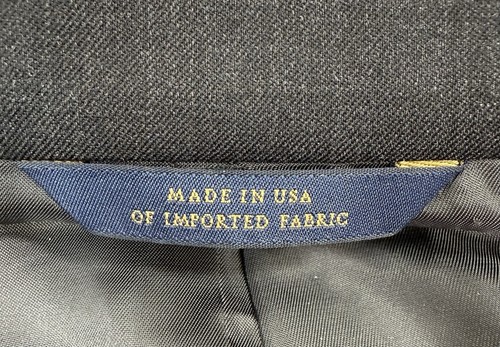 MADE IN USA
OF IMPORTED FABRIC